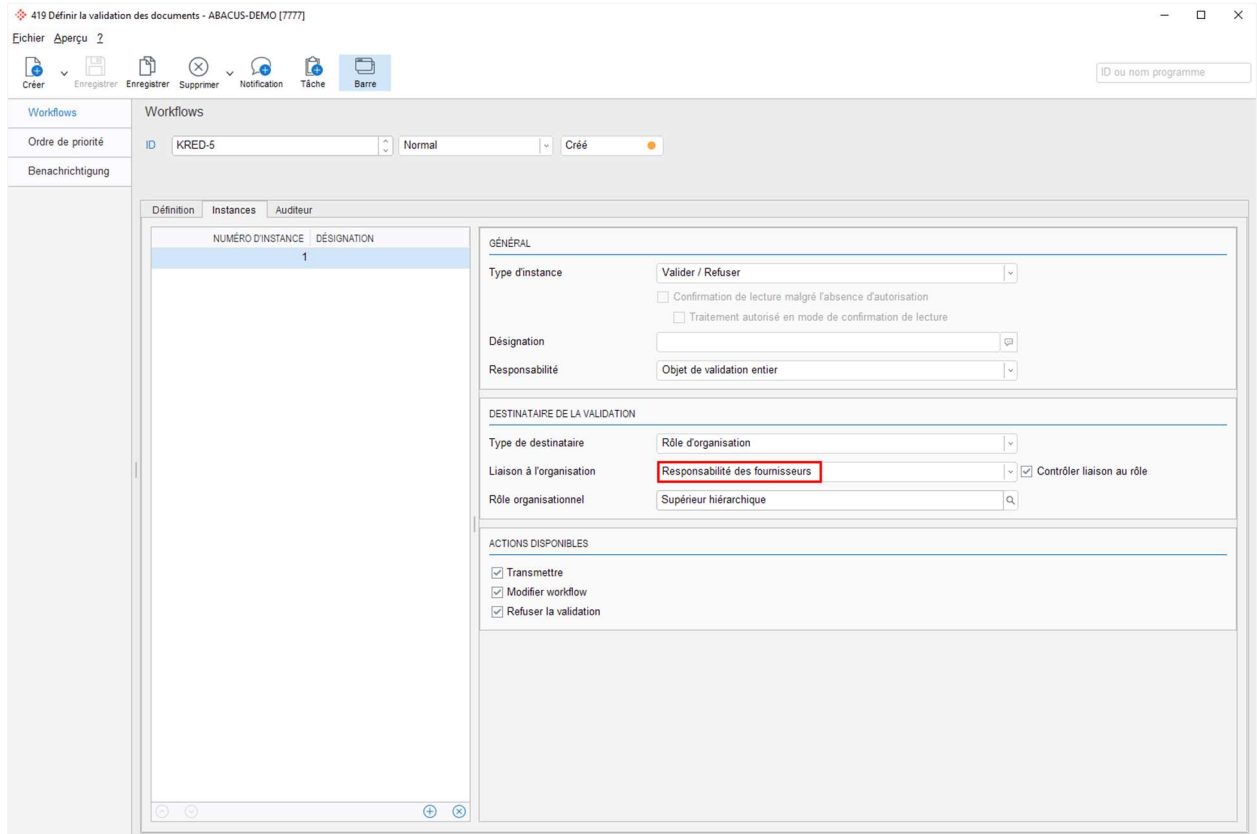 419 Définir la validation des documents - ABACUS-DEMO [7777]
Fichier Aperçu ?
Créer Enregistrer Enregistrer Supprimer Notification Tâche Barre
ID ou nom programme
Workflows
Ordre de priorité
Benachrichtigung
Workflows
ID KRED-5 Normal Créé
Définition Instances Auditeur
NUMÉRO D'INSTANCE DÉSIGNATION
1
GÉNÉRAL
Type d'instance Valider / Refuser
Confirmation de lecture malgré l'absence d'autorisation
Traitement autorisé en mode de confirmation de lecture
Désignation
Responsabilité Objet de validation entier
DESTINATAIRE DE LA VALIDATION
Type de destinataire Rôle d'organisation
Liaison à l'organisation Responsabilité des fournisseurs Contrôler liaison au rôle
Rôle organisationnel Supérieur hiérarchique
ACTIONS DISPONIBLES
Transmettre
Modifier workflow
Refuser la validation